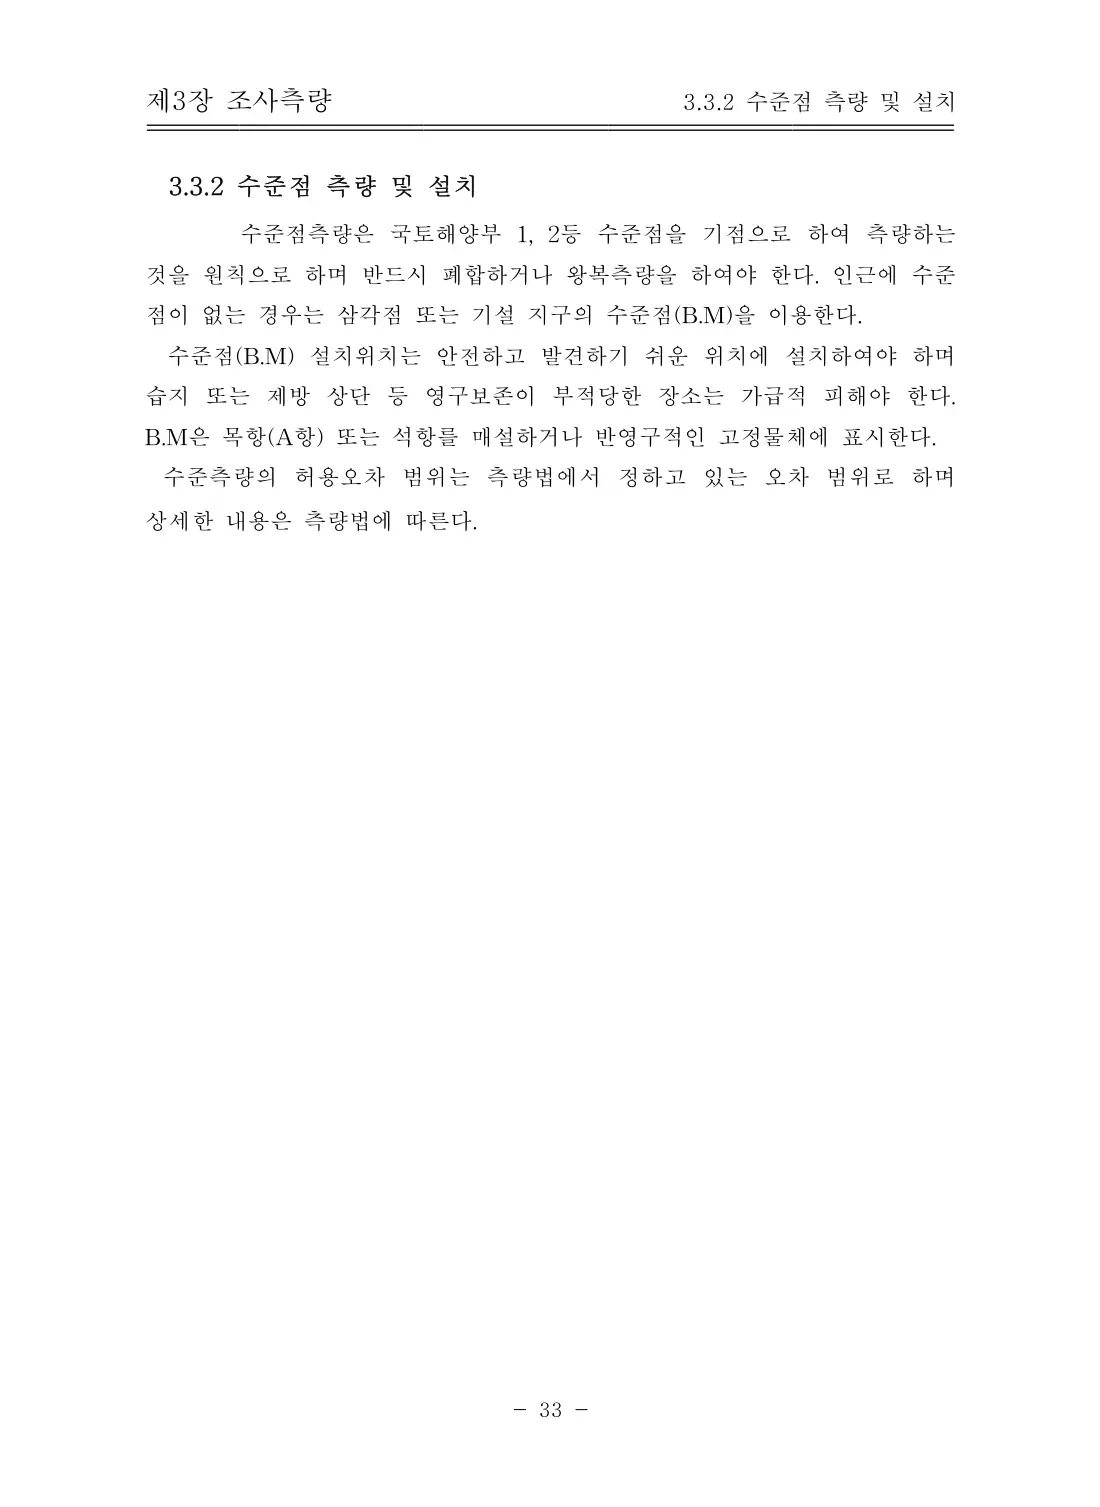 제3장 조사측량
3.3.2 수준점 측량 및 설치
3.3.2 수준점 측량 및 설치
수준점측량은 국토해양부 1, 2등 수준점을 기점으로 하여 측량하는
것을 원칙으로 하며 반드시 폐합하거나 왕복측량을 하여야 한다. 인근에 수준
점이 없는 경우는 삼각점 또는 기설 지구의 수준점(B.M)을 이용한다.
수준점(B.M) 설치위치는 안전하고 발견하기 쉬운 위치에 설치하여야 하며
습지 또는 제방 상단 등 영구보존이 부적당한 장소는 가급적 피해야 한다.
B.M은 목항(A항) 또는 석항를 매설하거나 반영구적인 고정물체에 표시한다.
수준측량의 허용오차 범위는 측량법에서 정하고 있는 오차 범위로 하며
상세한 내용은 측량법에 따른다.
- 33 -